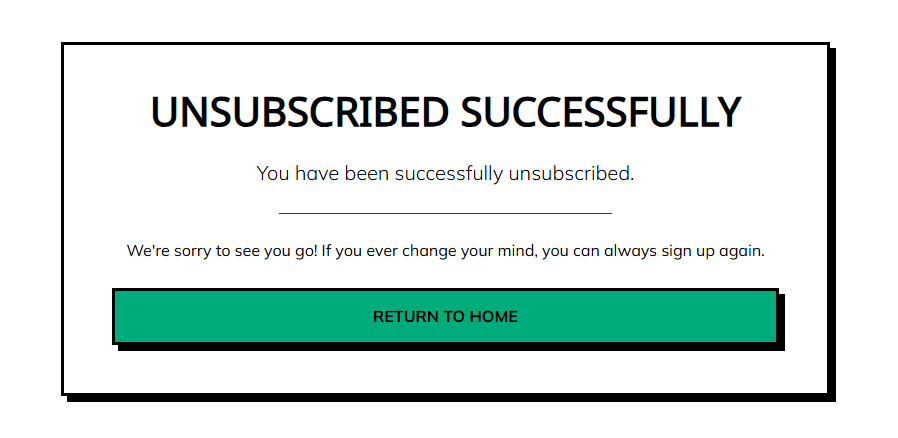 UNSUBSCRIBED SUCCESSFULLY
You have been successfully unsubscribed.
We're sorry to see you go! If you ever change your mind, you can always sign up again.
RETURN TO HOME